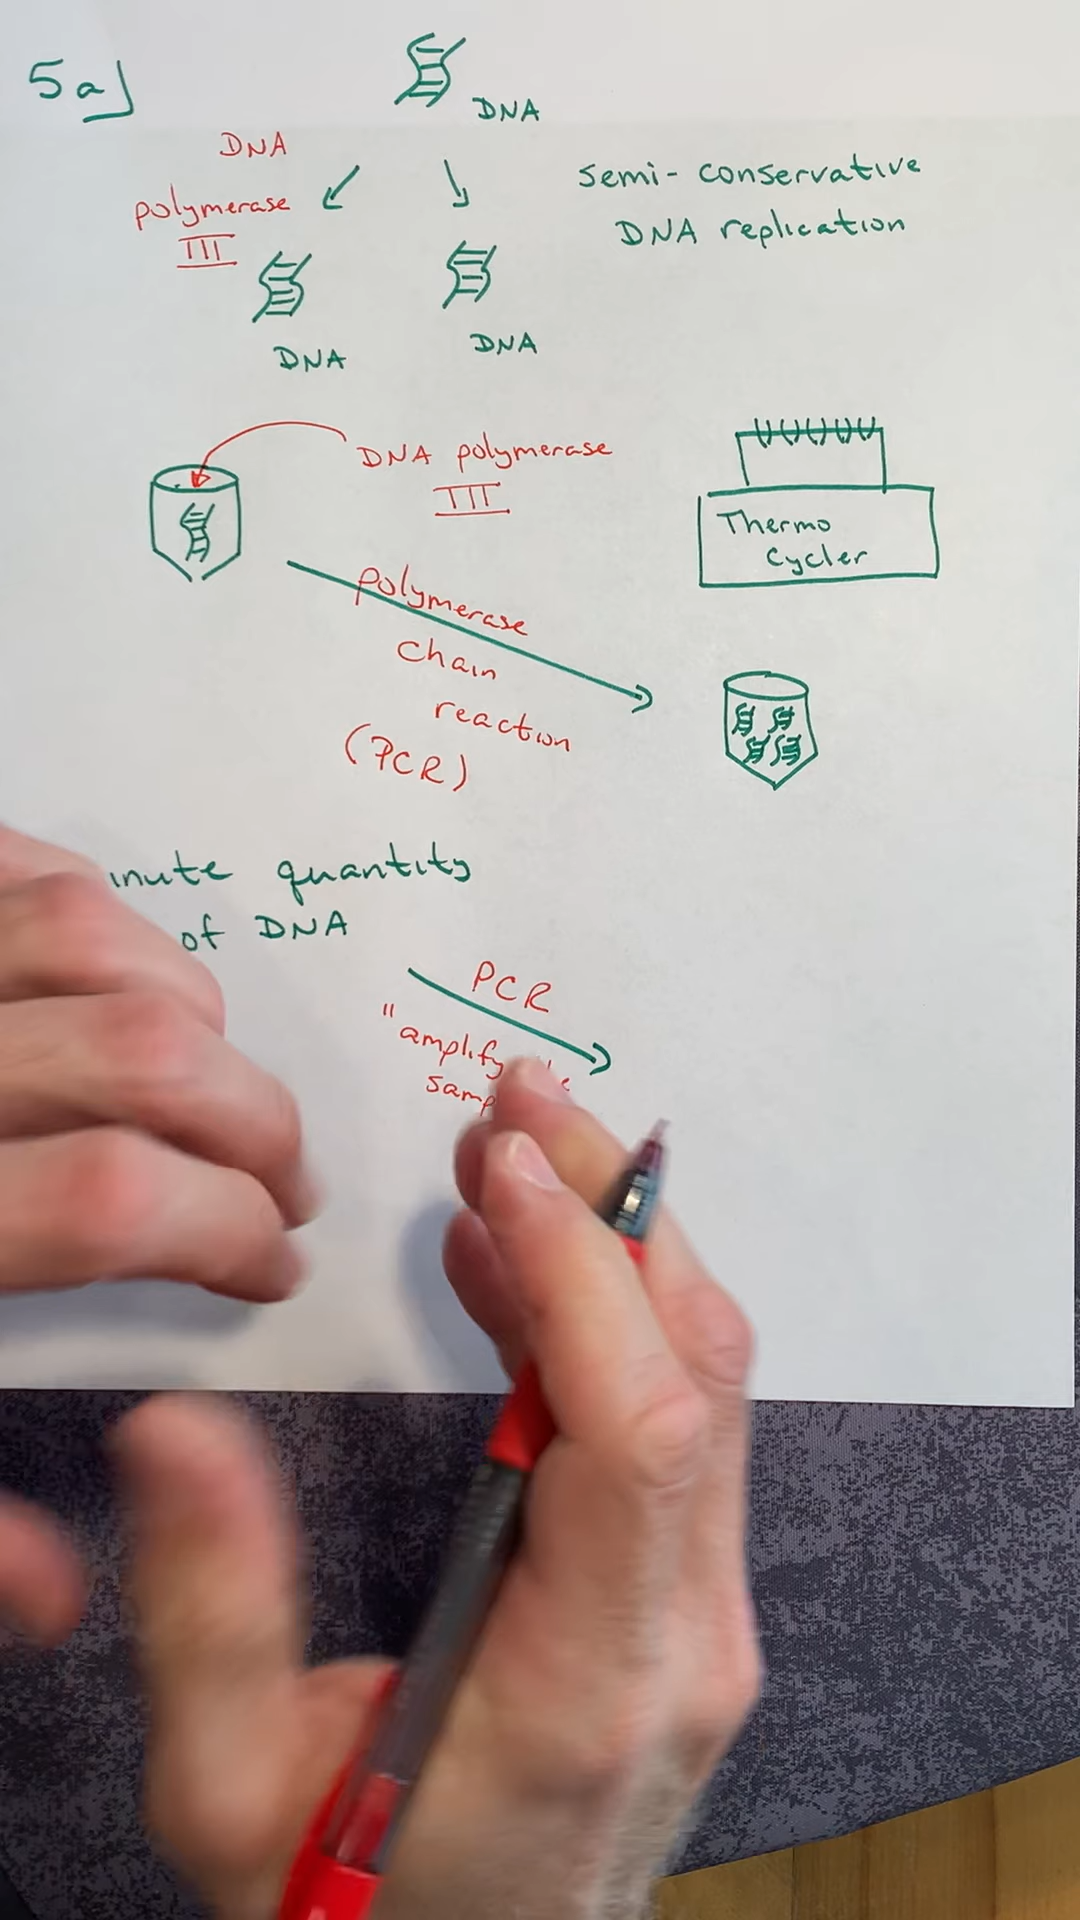 5a)
DNA
DNA
polymerase
III
semi-conservative
DNA replication
DNA
DNA
DNA polymerase
III
Thermo
Cycler
polymerase
chain
reaction
(PCR)
quantity
of DNA
PCR
"amplify